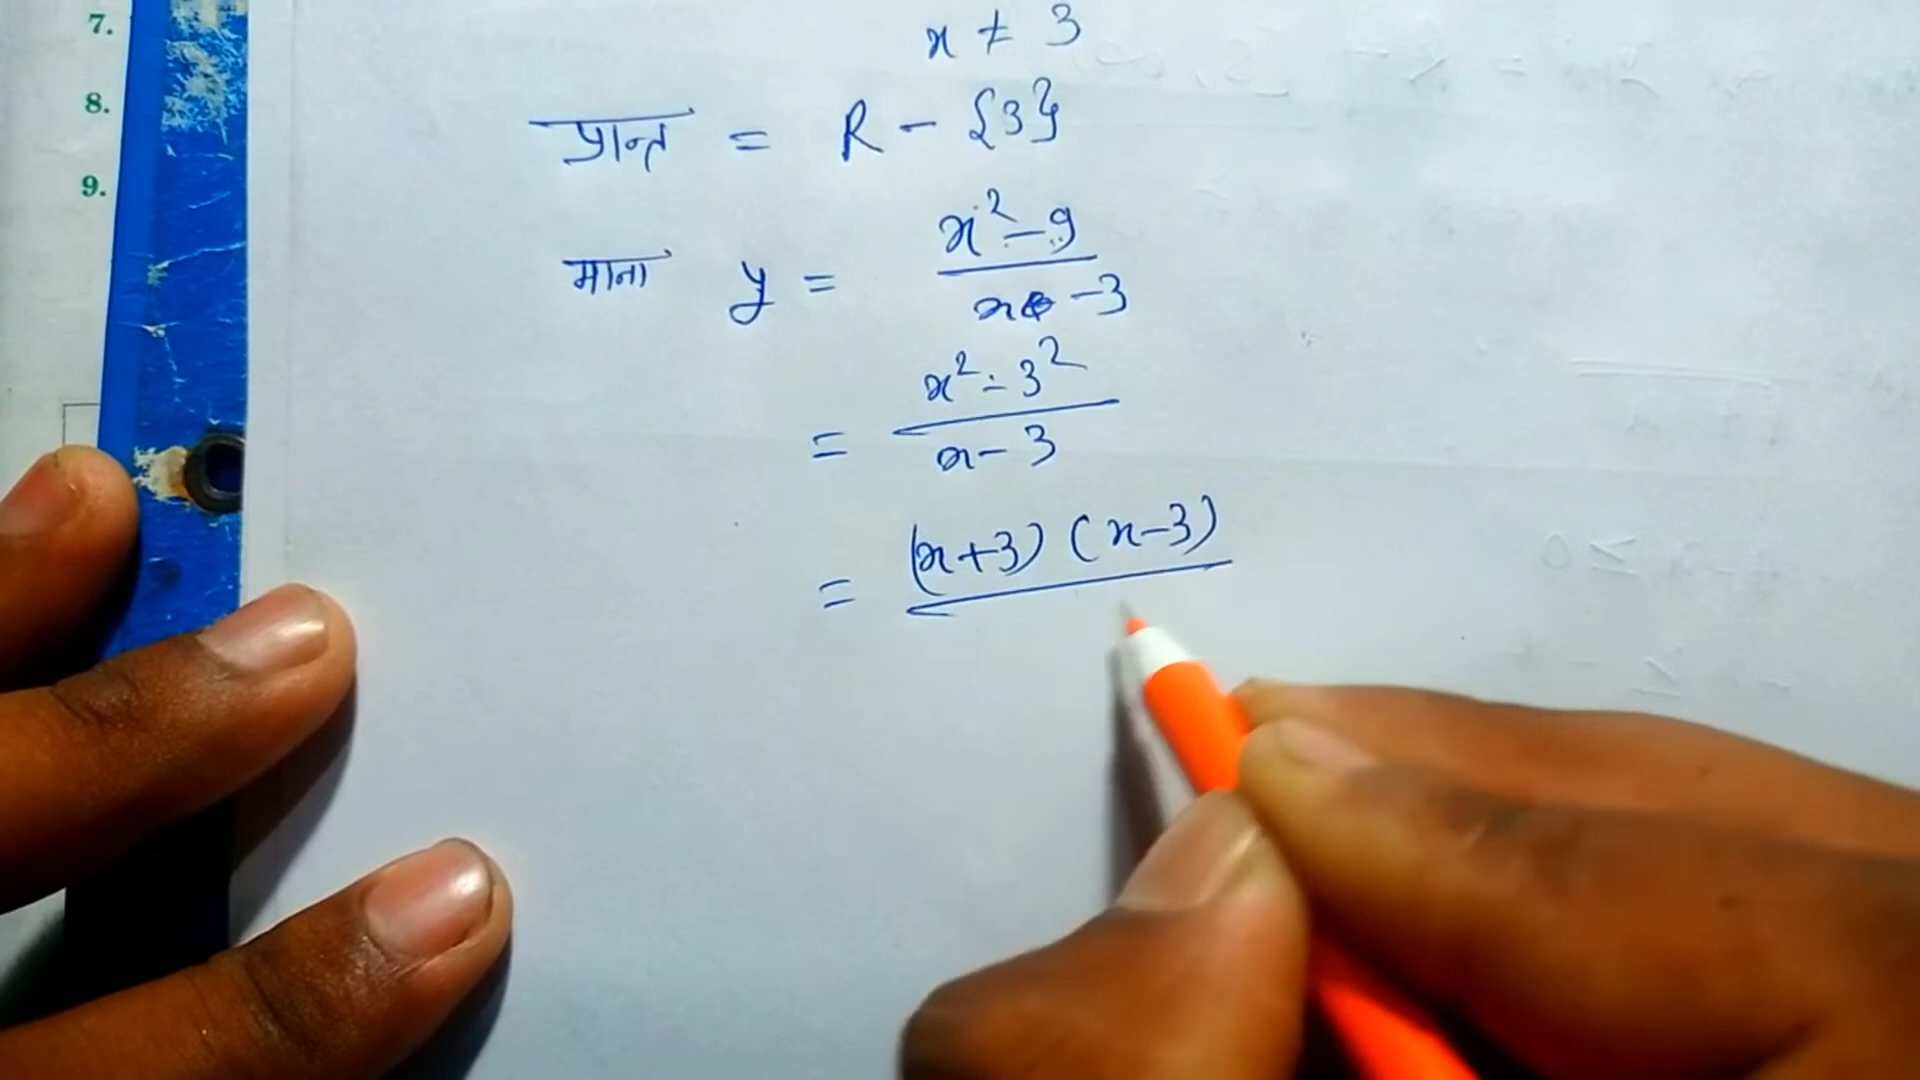 7.
8.
9.
x ≠ 3
प्रान्त = R - {3}
माना y = x² - 9
x - 3
= x² - 3²
x - 3
= (x+3) (x-3)